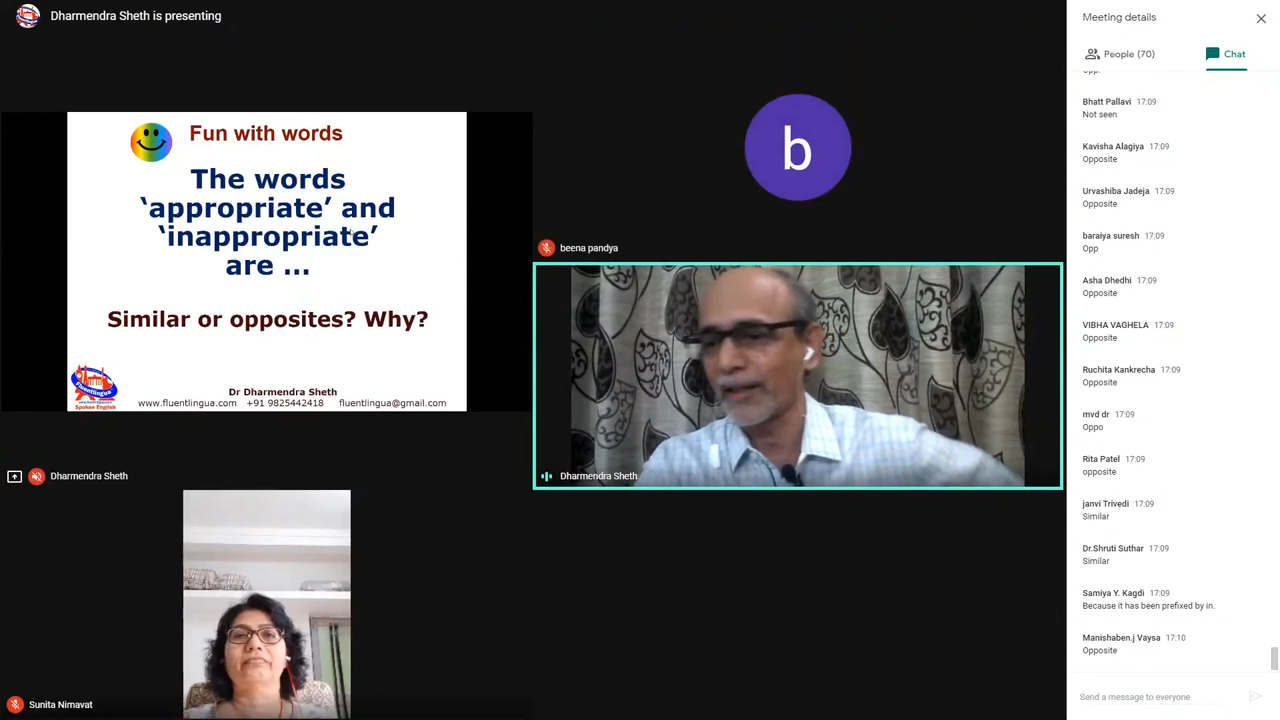 Dharmendra Sheth is presenting
Fun with words
The words
‘appropriate’ and
‘inappropriate’
are ...
Similar or opposites? Why?
Dr Dharmendra Sheth
www.fluentlingua.com +91 9825442418 fluentlingua@gmail.com
Spoken English
Dharmendra Sheth
b
beena pandya
Dharmendra Sheth
Sunita Nimavat
Meeting details
People (70)
Chat
Opp.
Bhatt Pallavi 17:09
Not seen
Kavisha Alagiya 17:09
Opposite
Urvashiba Jadeja 17:09
Opposite
baraiya suresh 17:09
Opp
Asha Dhedhi 17:09
Opposite
VIBHA VAGHELA 17:09
Opposite
Ruchita Kankrecha 17:09
Opposite
mvd dr 17:09
Oppo
Rita Patel 17:09
opposite
janvi Trivedi 17:09
Similar
Dr.Shruti Suthar 17:09
Similar
Samiya Y. Kagdi 17:09
Because it has been prefixed by in.
Manishaben.j Vaysa 17:10
Opposite
Send a message to everyone